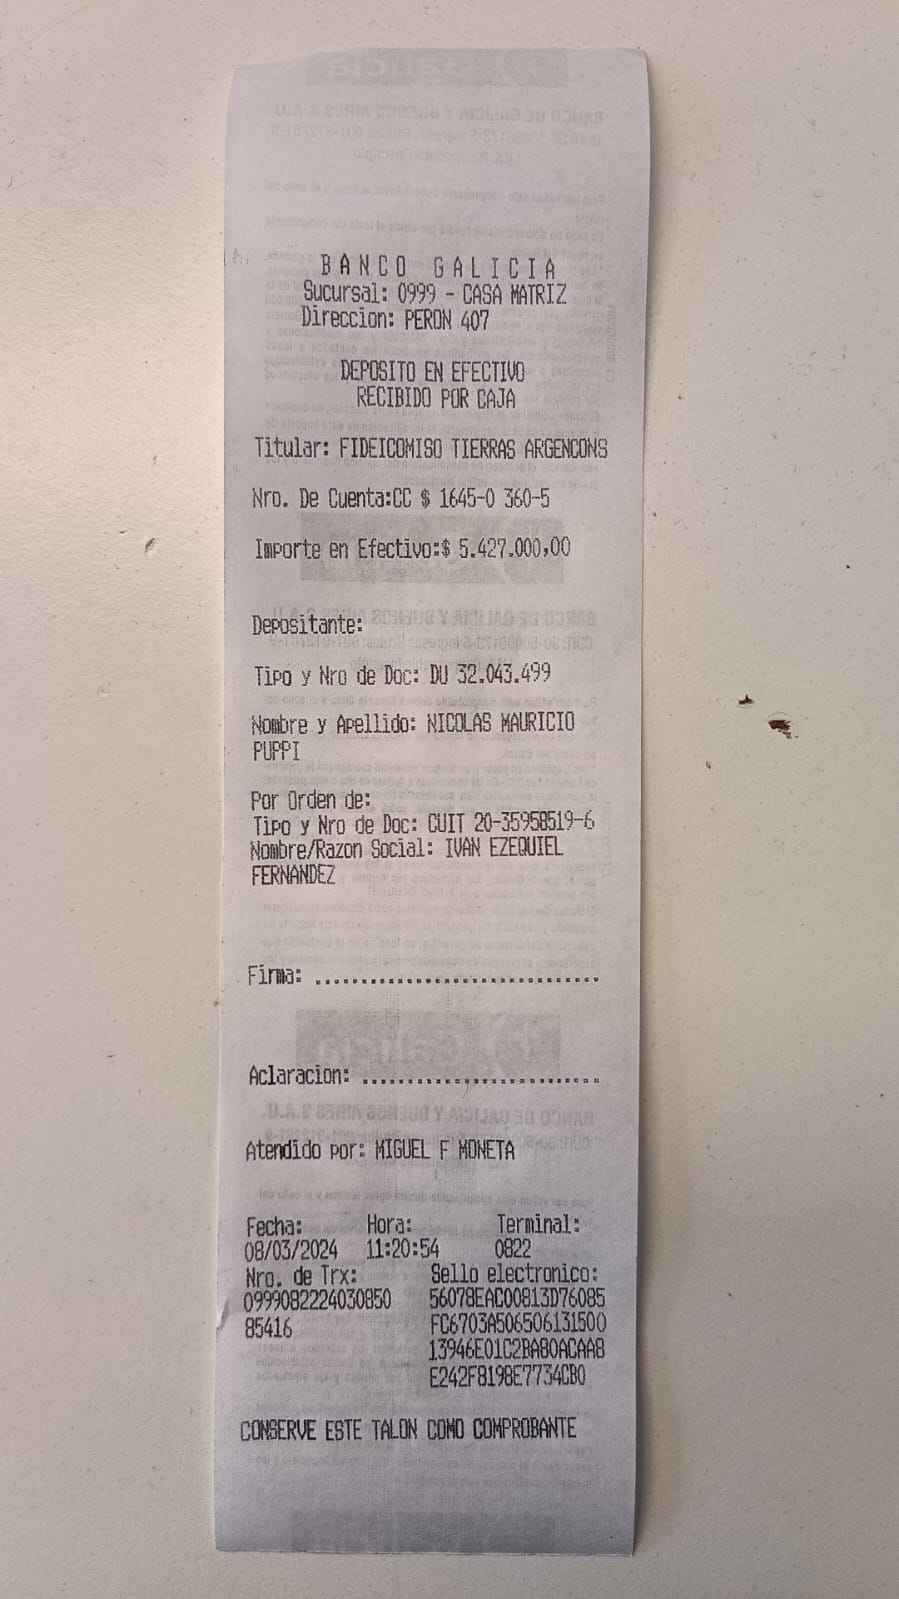 BANCO GALICIA
Sucursal: 0999 - CASA MATRIZ
Direccion: PERON 407
DEPOSITO EN EFECTIVO
RECIBIDO POR CAJA
Titular: FIDEICOMISO TIERRAS ARGENCONS
Nro. De Cuenta:CC $ 1645-0 360-5
Importe en Efectivo:$ 5.427.000,00
Depositante:
Tipo y Nro de Doc: DU 32.043.499
Nombre y Apellido: NICOLAS MAURICIO
PUPPI
Por Orden de:
Tipo y Nro de Doc: CUIT 20-35958519-6
Nombre/Razon Social: IVAN EZEQUIEL
FERNANDEZ
Firma: ................................
Aclaracion: ...........................
Atendido por: MIGUEL F MONETA
Fecha: Hora: Terminal:
08/03/2024 11:20:54 0822
Nro. de Trx: Sello electronico:
0999082224030850 56078EAC00813D76085
85416 FC6703A506506131500
13946E01C2BA80ACAA8
E242F8198E7734CB0
CONSERVE ESTE TALON COMO COMPROBANTE